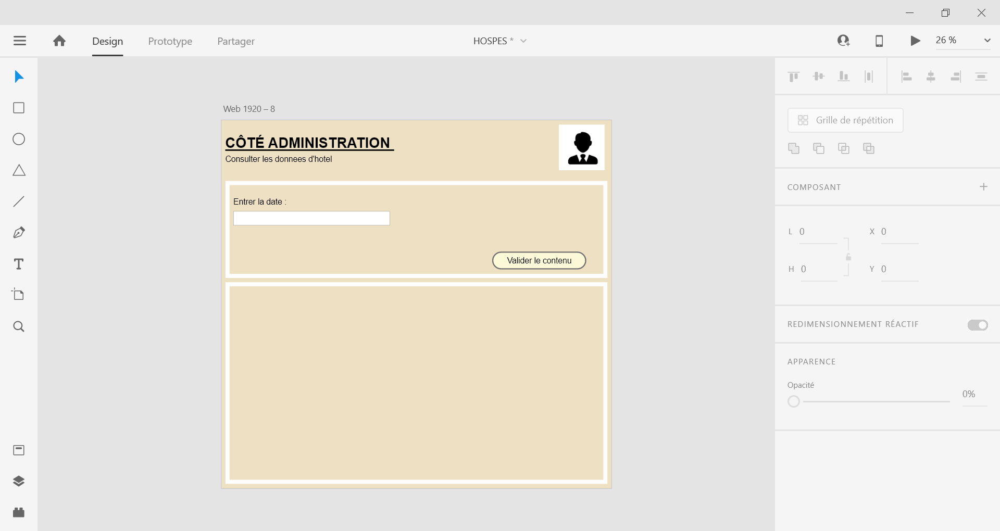 Design Prototype Partager HOSPES * 26 %
Web 1920 – 8
CÔTÉ ADMINISTRATION
Consulter les donnees d'hotel
Entrer la date :
Valider le contenu
Grille de répétition
COMPOSANT
L 0 X 0
H 0 Y 0
REDIMENSIONNEMENT RÉACTIF
APPARENCE
Opacité
0%